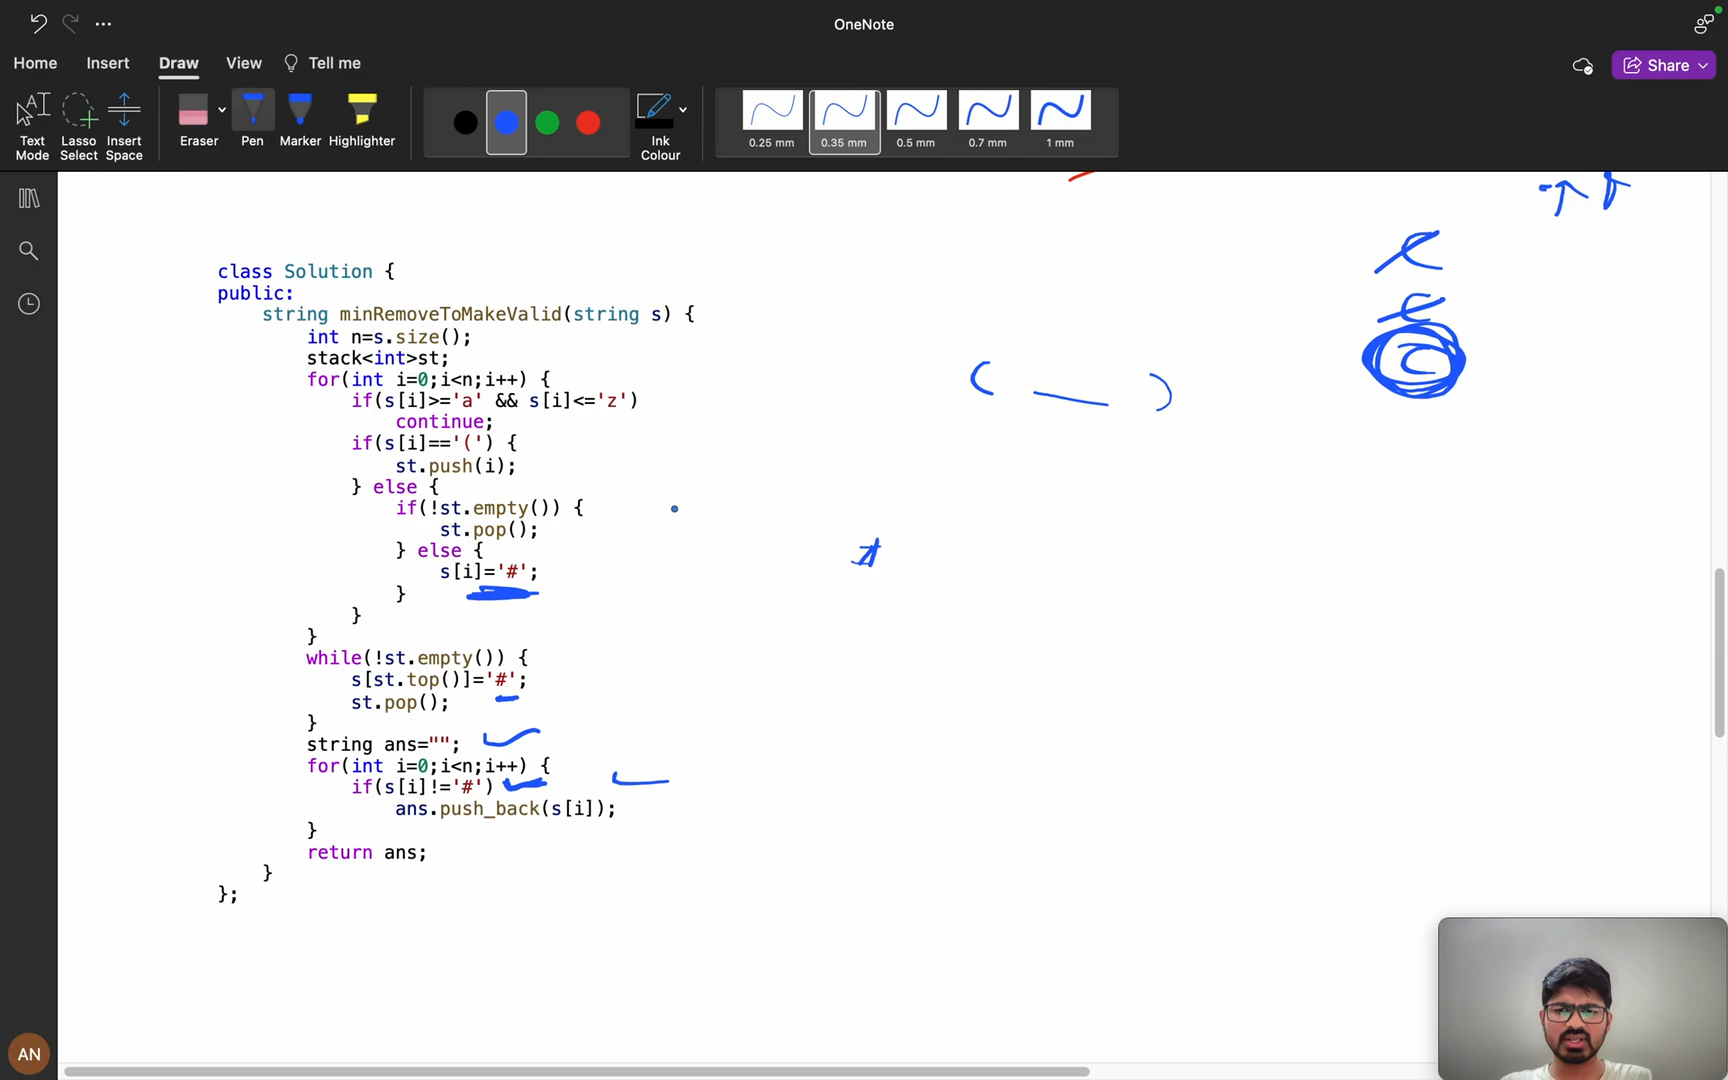 OneNote
Home Insert Draw View Tell me Share
Text Mode
Lasso Select
Insert Space
Eraser
Pen
Marker
Highlighter
Ink Colour
0.25 mm
0.35 mm
0.5 mm
0.7 mm
1 mm
class Solution {
public:
string minRemoveToMakeValid(string s) {
int n=s.size();
stack<int>st;
for(int i=0;i<n;i++) {
if(s[i]>='a' && s[i]<='z')
continue;
if(s[i]=='(') {
st.push(i);
} else {
if(!st.empty()) {
st.pop();
} else {
s[i]='#';
}
}
}
while(!st.empty()) {
s[st.top()]='#';
st.pop();
}
string ans="";
for(int i=0;i<n;i++) {
if(s[i]!='#')
ans.push_back(s[i]);
}
return ans;
}
};
( )
AN